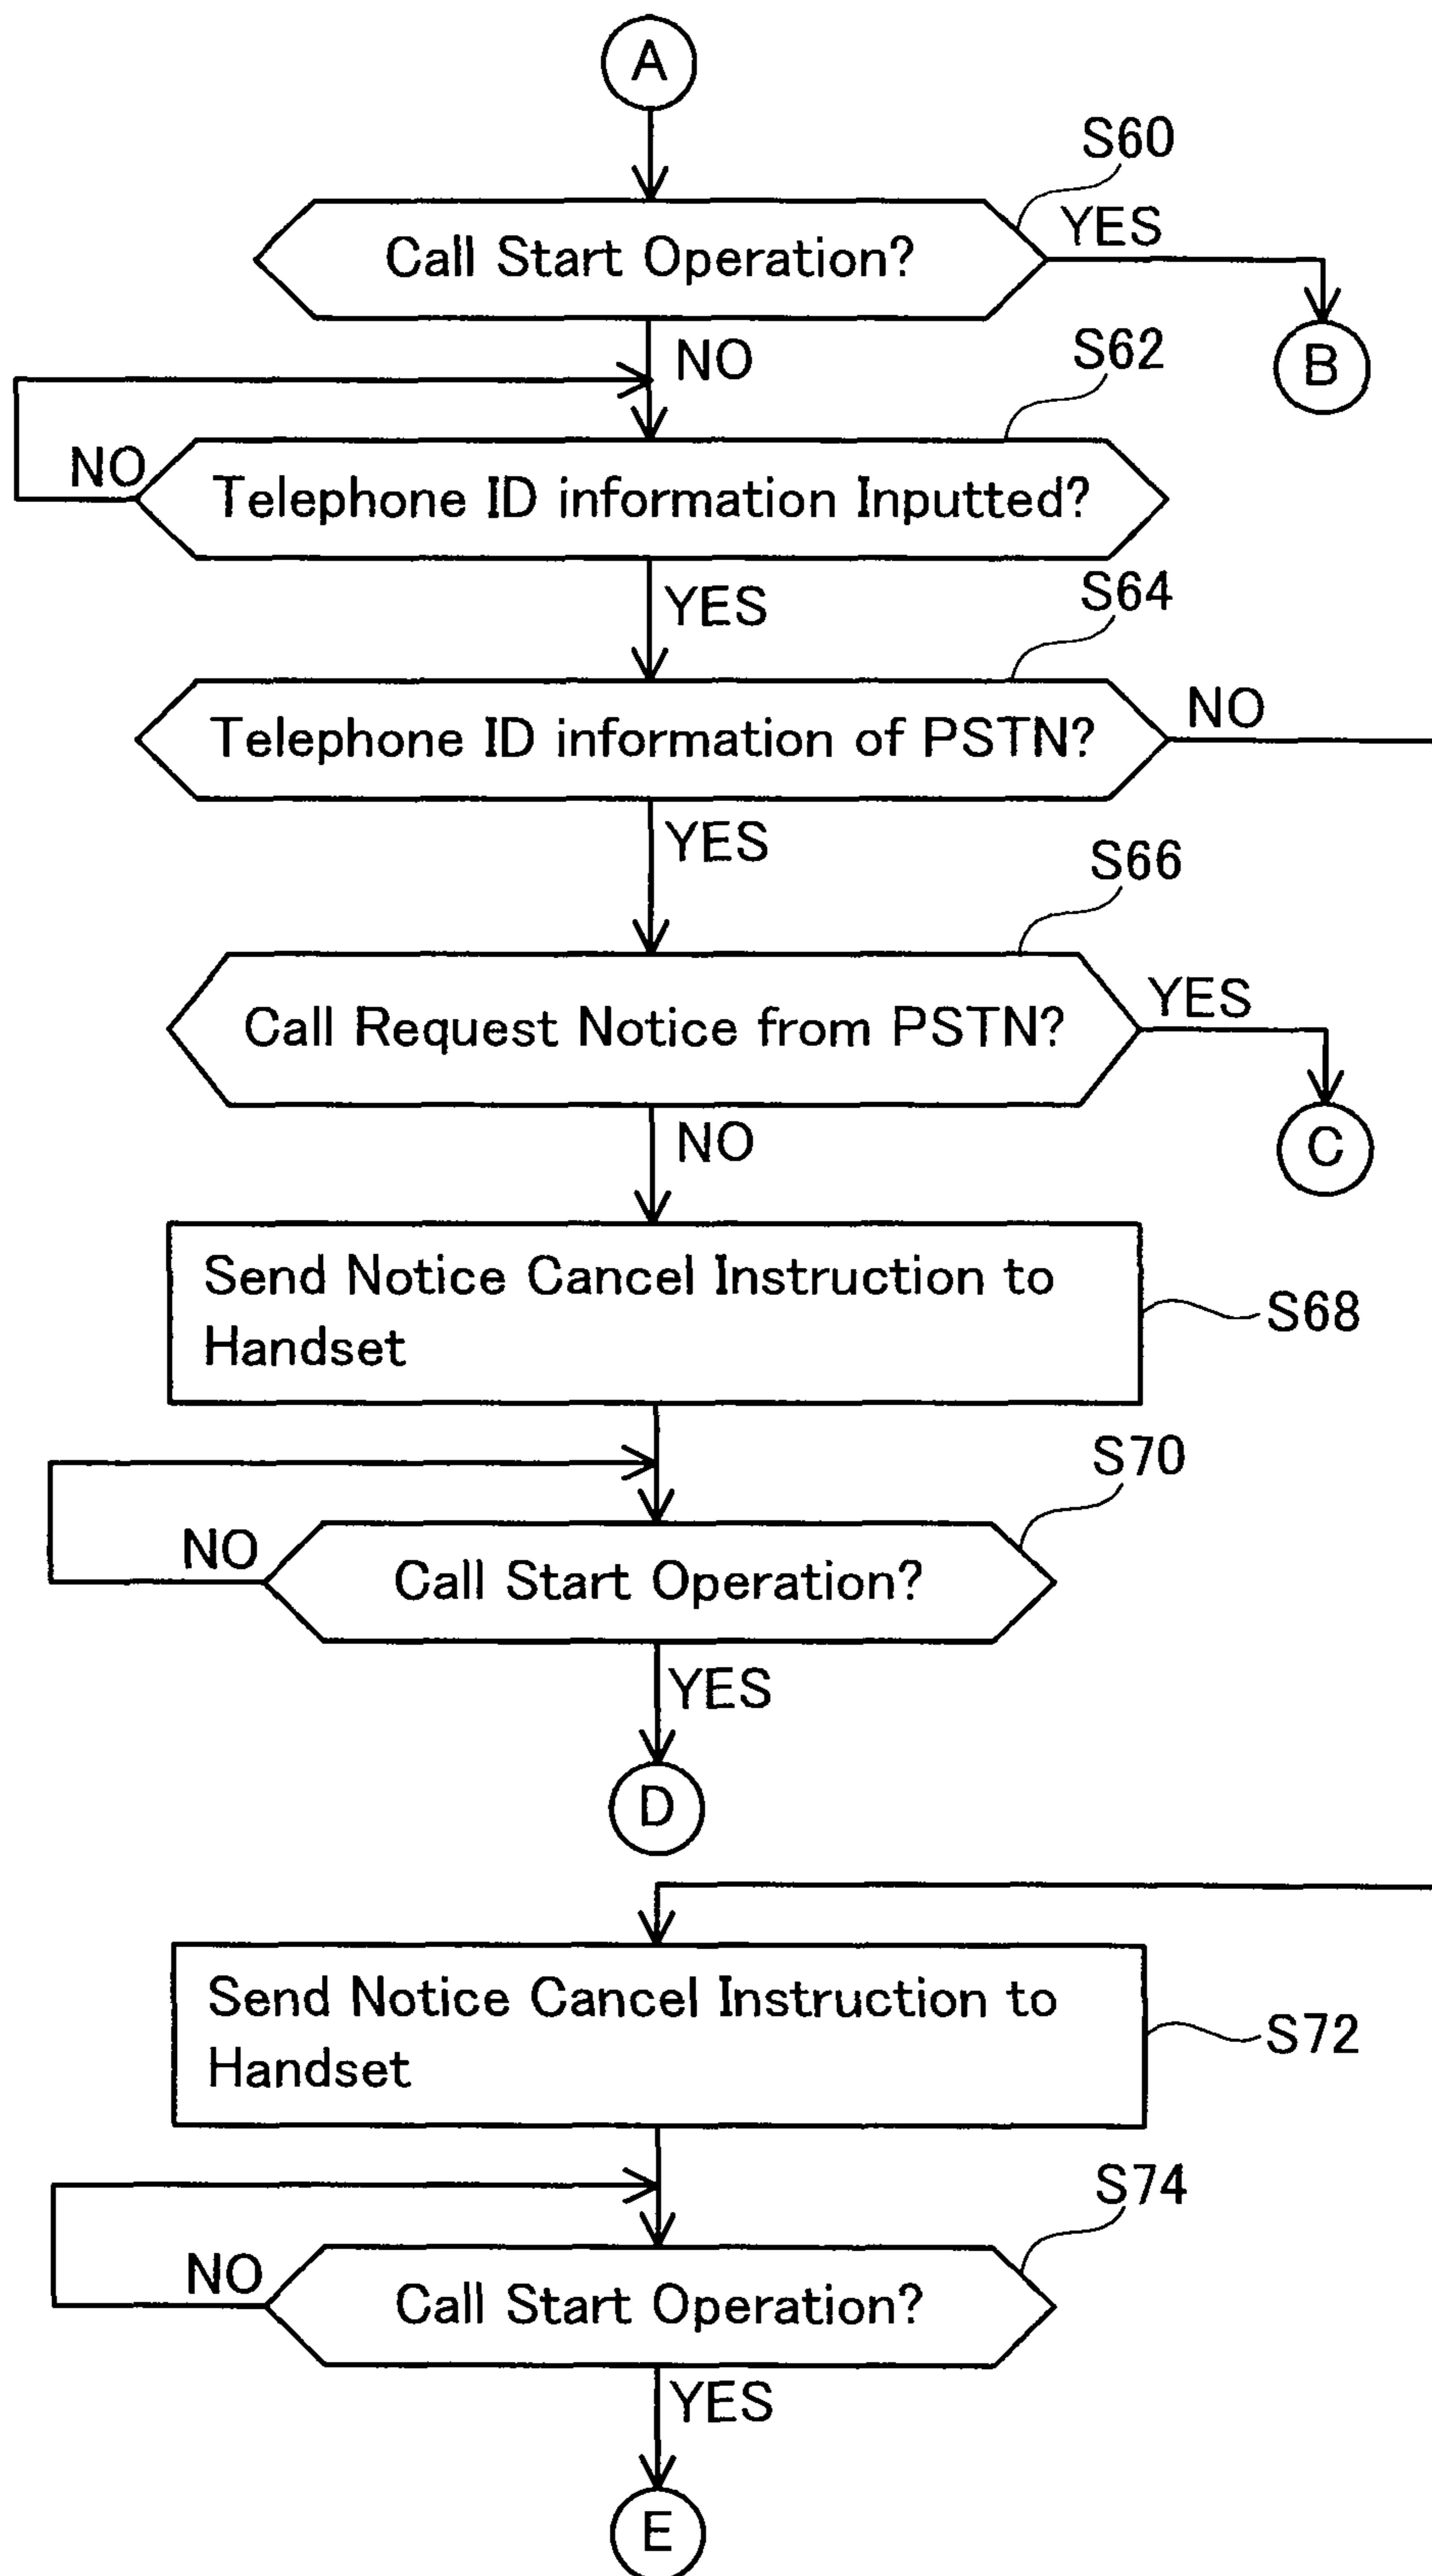 A
S60
Call Start Operation?
YES
B
NO
S62
NO
Telephone ID information Inputted?
YES
S64
Telephone ID information of PSTN?
NO
YES
S66
Call Request Notice from PSTN?
YES
C
NO
Send Notice Cancel Instruction to
Handset
S68
S70
NO
Call Start Operation?
YES
D
Send Notice Cancel Instruction to
Handset
S72
S74
NO
Call Start Operation?
YES
E